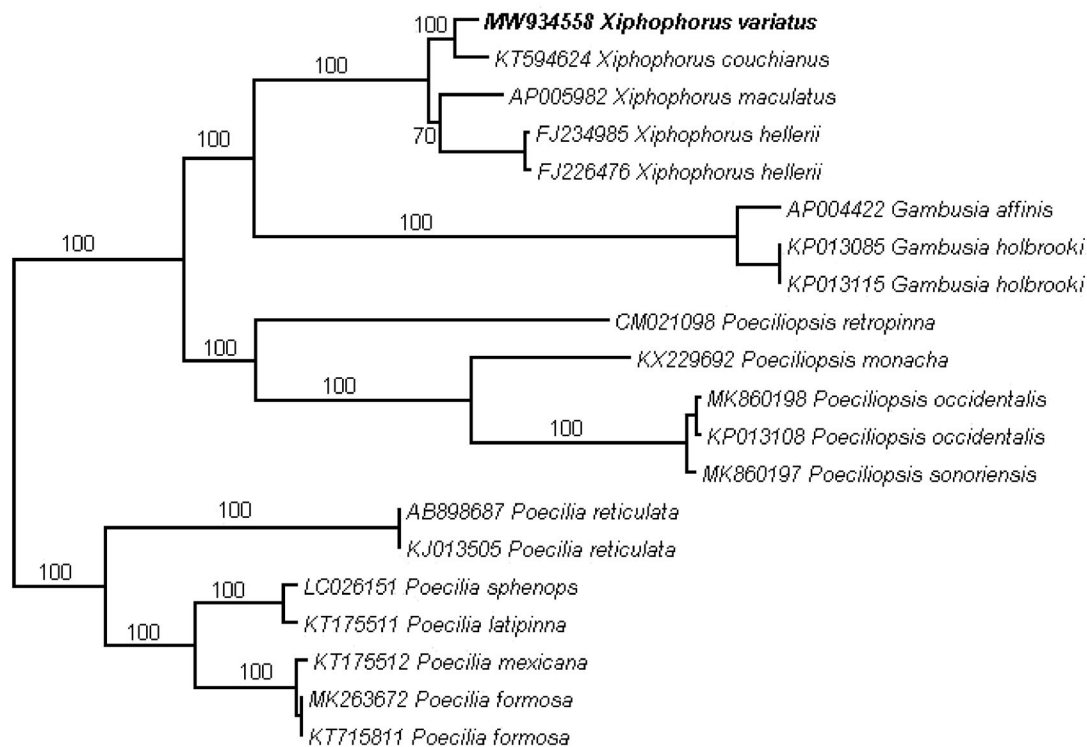 100 MW934558 Xiphophorus variatus
KT594624 Xiphophorus couchianus
100
AP005982 Xiphophorus maculatus
70 FJ234985 Xiphophorus hellerii
100
FJ226476 Xiphophorus hellerii
AP004422 Gambusia affinis
100 100 KP013085 Gambusia holbrooki
KP013115 Gambusia holbrooki
CM021098 Poeciliopsis retropinna
100
KX229692 Poeciliopsis monacha
100
MK860198 Poeciliopsis occidentalis
100 KP013108 Poeciliopsis occidentalis
MK860197 Poeciliopsis sonoriensis
100 AB898687 Poecilia reticulata
KJ013505 Poecilia reticulata
100
100 LC026151 Poecilia sphenops
KT175511 Poecilia latipinna
100
100 KT175512 Poecilia mexicana
MK263672 Poecilia formosa
KT715811 Poecilia formosa